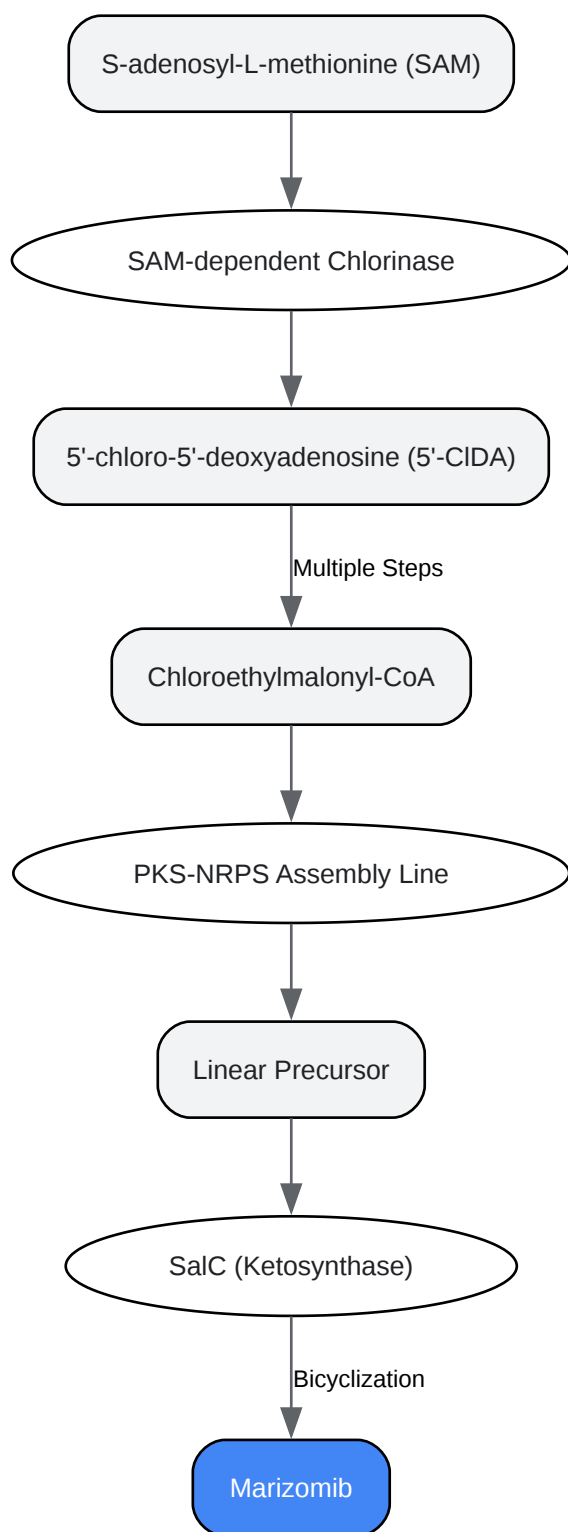 S-adenosyl-L-methionine (SAM)
SAM-dependent Chlorinase
5'-chloro-5'-deoxyadenosine (5'-ClDA)
Multiple Steps
Chloroethylmalonyl-CoA
PKS-NRPS Assembly Line
Linear Precursor
SalC (Ketosynthase)
Bicyclization
Marizomib